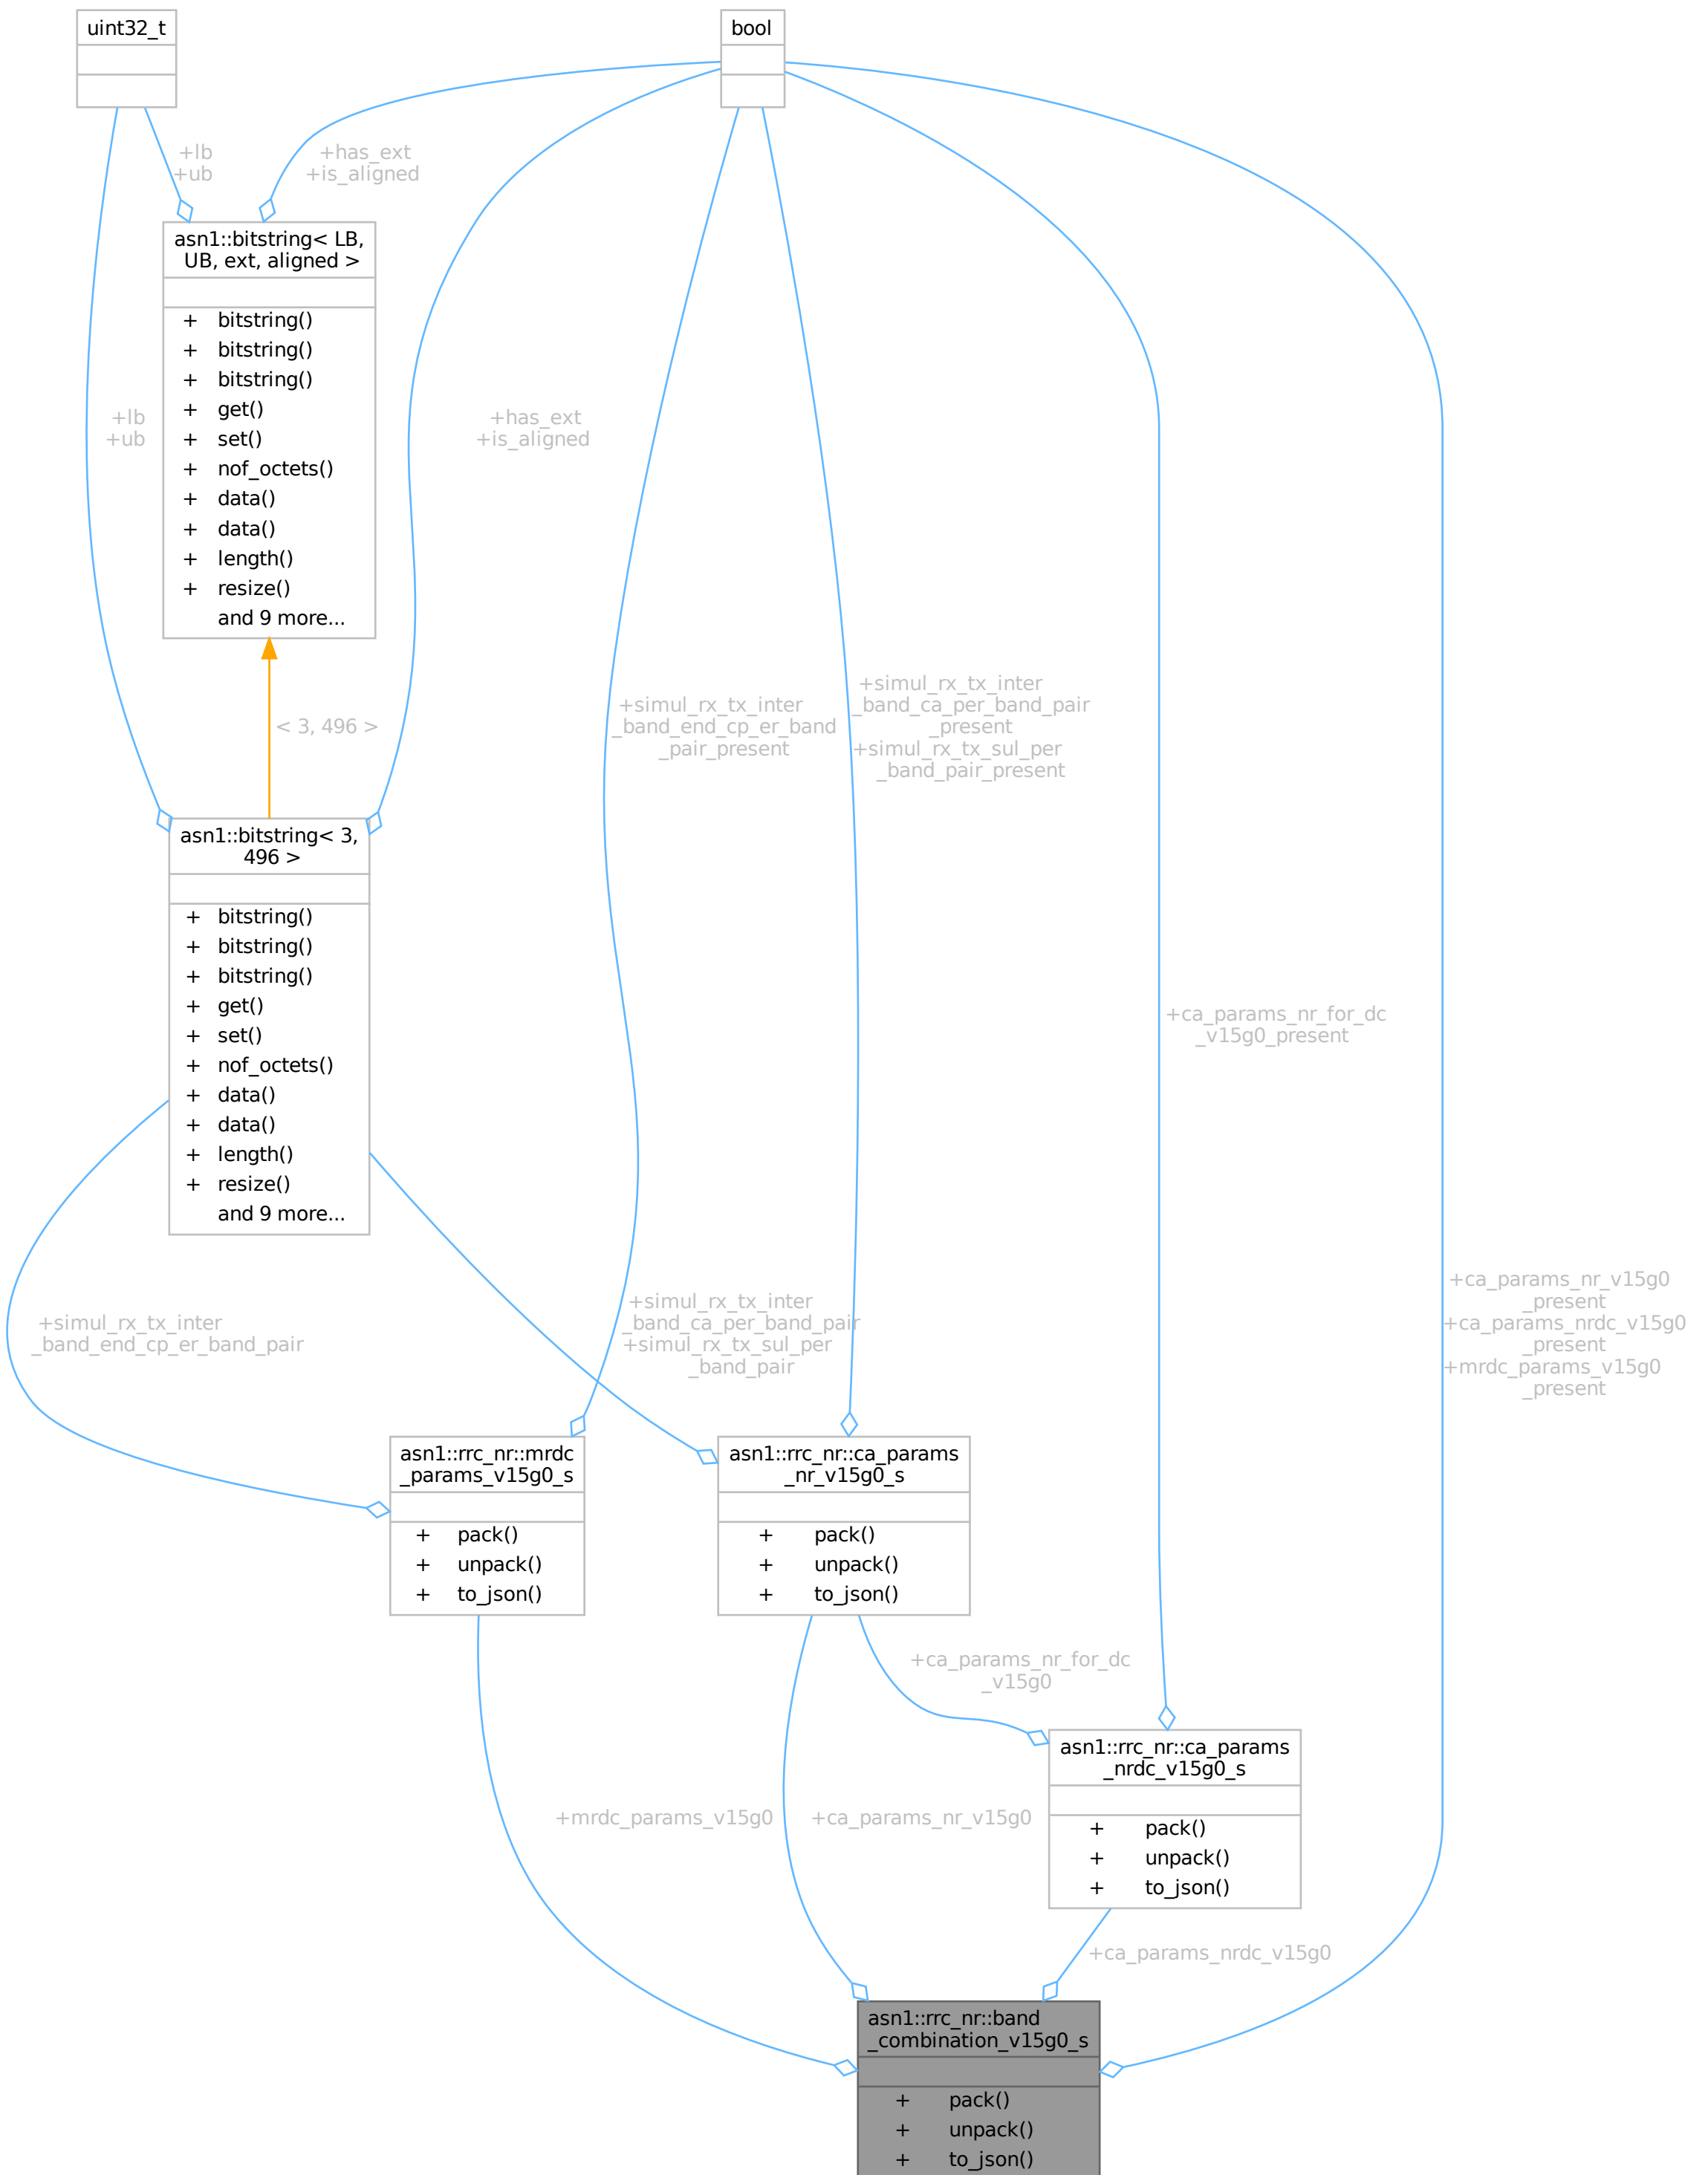 uint32_t
bool
+lb
+ub
+has_ext
+is_aligned
asn1::bitstring< LB,
UB, ext, aligned >
+ bitstring()
+ bitstring()
+ bitstring()
+ get()
+ set()
+ nof_octets()
+ data()
+ data()
+ length()
+ resize()
and 9 more...
+lb
+ub
+has_ext
+is_aligned
< 3, 496 >
+simul_rx_tx_inter
_band_end_cp_er_band
_pair_present
+simul_rx_tx_inter
_band_ca_per_band_pair
_present
+simul_rx_tx_sul_per
_band_pair_present
asn1::bitstring< 3,
496 >
+ bitstring()
+ bitstring()
+ bitstring()
+ get()
+ set()
+ nof_octets()
+ data()
+ data()
+ length()
+ resize()
and 9 more...
+ca_params_nr_for_dc
_v15g0_present
+simul_rx_tx_inter
_band_end_cp_er_band_pair
+simul_rx_tx_inter
_band_ca_per_band_pair
+simul_rx_tx_sul_per
_band_pair
+ca_params_nr_v15g0
_present
+ca_params_nrdc_v15g0
_present
+mrdc_params_v15g0
_present
asn1::rrc_nr::mrdc
_params_v15g0_s
+ pack()
+ unpack()
+ to_json()
asn1::rrc_nr::ca_params
_nr_v15g0_s
+ pack()
+ unpack()
+ to_json()
+ca_params_nr_for_dc
_v15g0
asn1::rrc_nr::ca_params
_nrdc_v15g0_s
+ pack()
+ unpack()
+ to_json()
+mrdc_params_v15g0
+ca_params_nr_v15g0
+ca_params_nrdc_v15g0
asn1::rrc_nr::band
_combination_v15g0_s
+ pack()
+ unpack()
+ to_json()